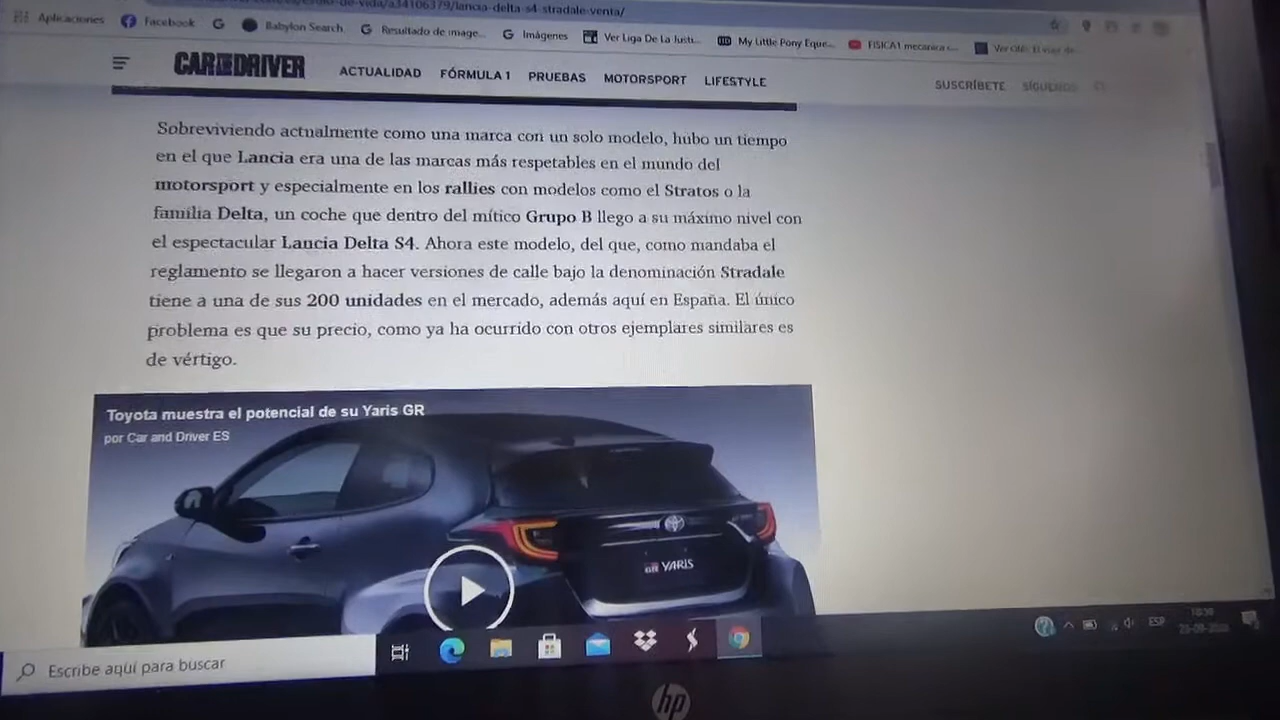 Aplicaciones Facebook G Babylon Search G Resultado de image... G Imágenes Ver Liga De La Justi... My Little Pony Eque... FISICA1 mecanica c...
CAR AND DRIVER ACTUALIDAD FÓRMULA 1 PRUEBAS MOTORSPORT LIFESTYLE SUSCRÍBETE SÍGUENOS
Sobreviviendo actualmente como una marca con un solo modelo, hubo un tiempo
en el que Lancia era una de las marcas más respetables en el mundo del
motorsport y especialmente en los rallies con modelos como el Stratos o la
familia Delta, un coche que dentro del mítico Grupo B llego a su máximo nivel con
el espectacular Lancia Delta S4. Ahora este modelo, del que, como mandaba el
reglamento se llegaron a hacer versiones de calle bajo la denominación Stradale
tiene a una de sus 200 unidades en el mercado, además aquí en España. El único
problema es que su precio, como ya ha ocurrido con otros ejemplares similares es
de vértigo.
Toyota muestra el potencial de su Yaris GR
por Car and Driver ES
GR YARIS
Escribe aquí para buscar
ESP
hp